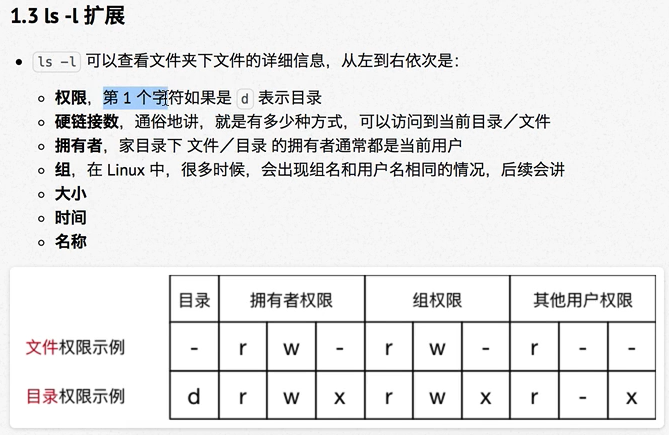 1.3 ls -l 扩展
ls -l 可以查看文件夹下文件的详细信息，从左到右依次是：
权限，第 1 个字符如果是 d 表示目录
硬链接数，通俗地讲，就是有多少种方式，可以访问到当前目录／文件
拥有者，家目录下 文件／目录 的拥有者通常都是当前用户
组，在 Linux 中，很多时候，会出现组名和用户名相同的情况，后续会讲
大小
时间
名称
目录 拥有者权限 组权限 其他用户权限
文件权限示例 - r w - r w - r - -
目录权限示例 d r w x r w x r - x